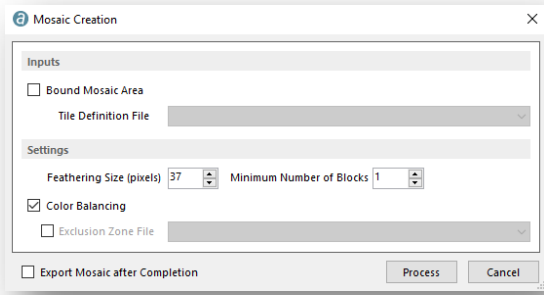 Mosaic Creation
Inputs
Bound Mosaic Area
Tile Definition File
Settings
Feathering Size (pixels) 37 Minimum Number of Blocks 1
Color Balancing
Exclusion Zone File
Export Mosaic after Completion Process Cancel